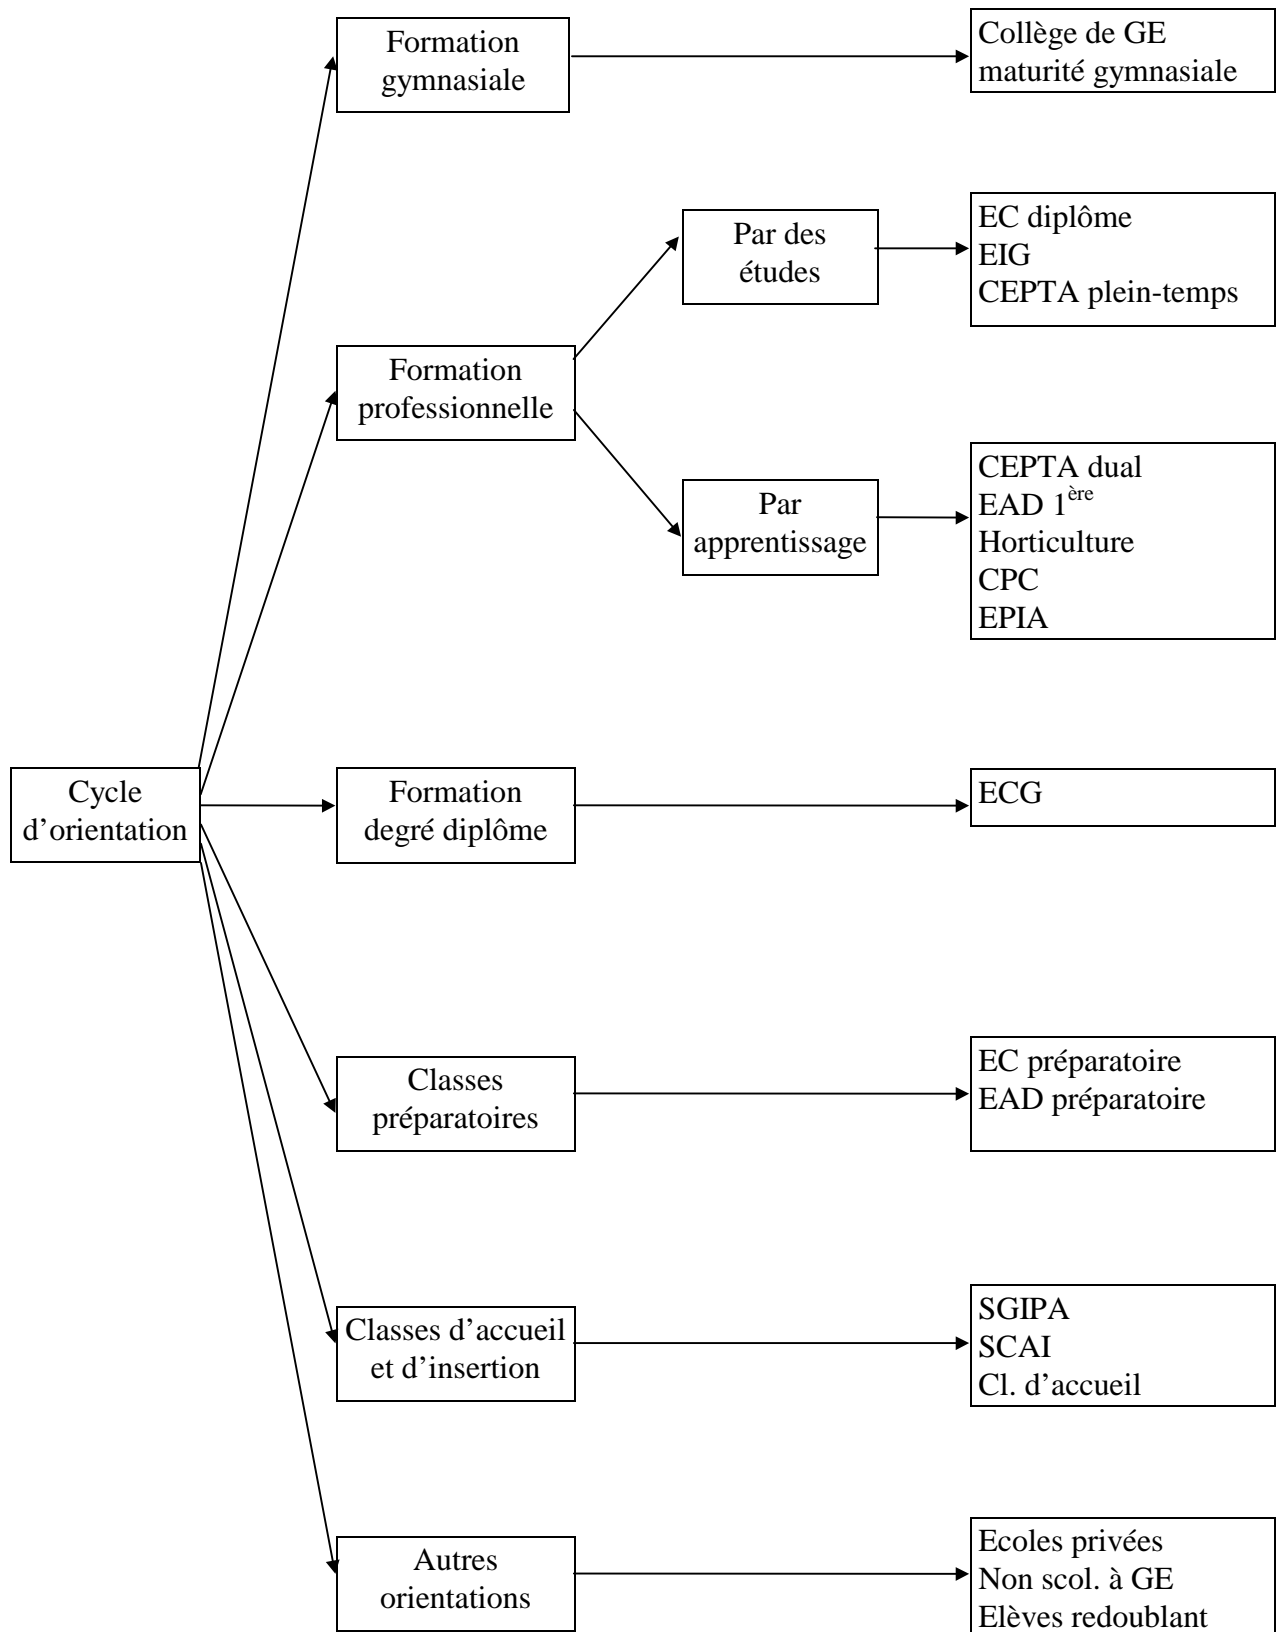 Formation
gymnasiale
Collège de GE
maturité gymnasiale
Par des
études
EC diplôme
EIG
CEPTA plein-temps
Formation
professionnelle
Par
apprentissage
CEPTA dual
EAD 1ère
Horticulture
CPC
EPIA
Cycle
d’orientation
Formation
degré diplôme
ECG
Classes
préparatoires
EC préparatoire
EAD préparatoire
Classes d’accueil
et d’insertion
SGIPA
SCAI
Cl. d’accueil
Autres
orientations
Ecoles privées
Non scol. à GE
Elèves redoublant